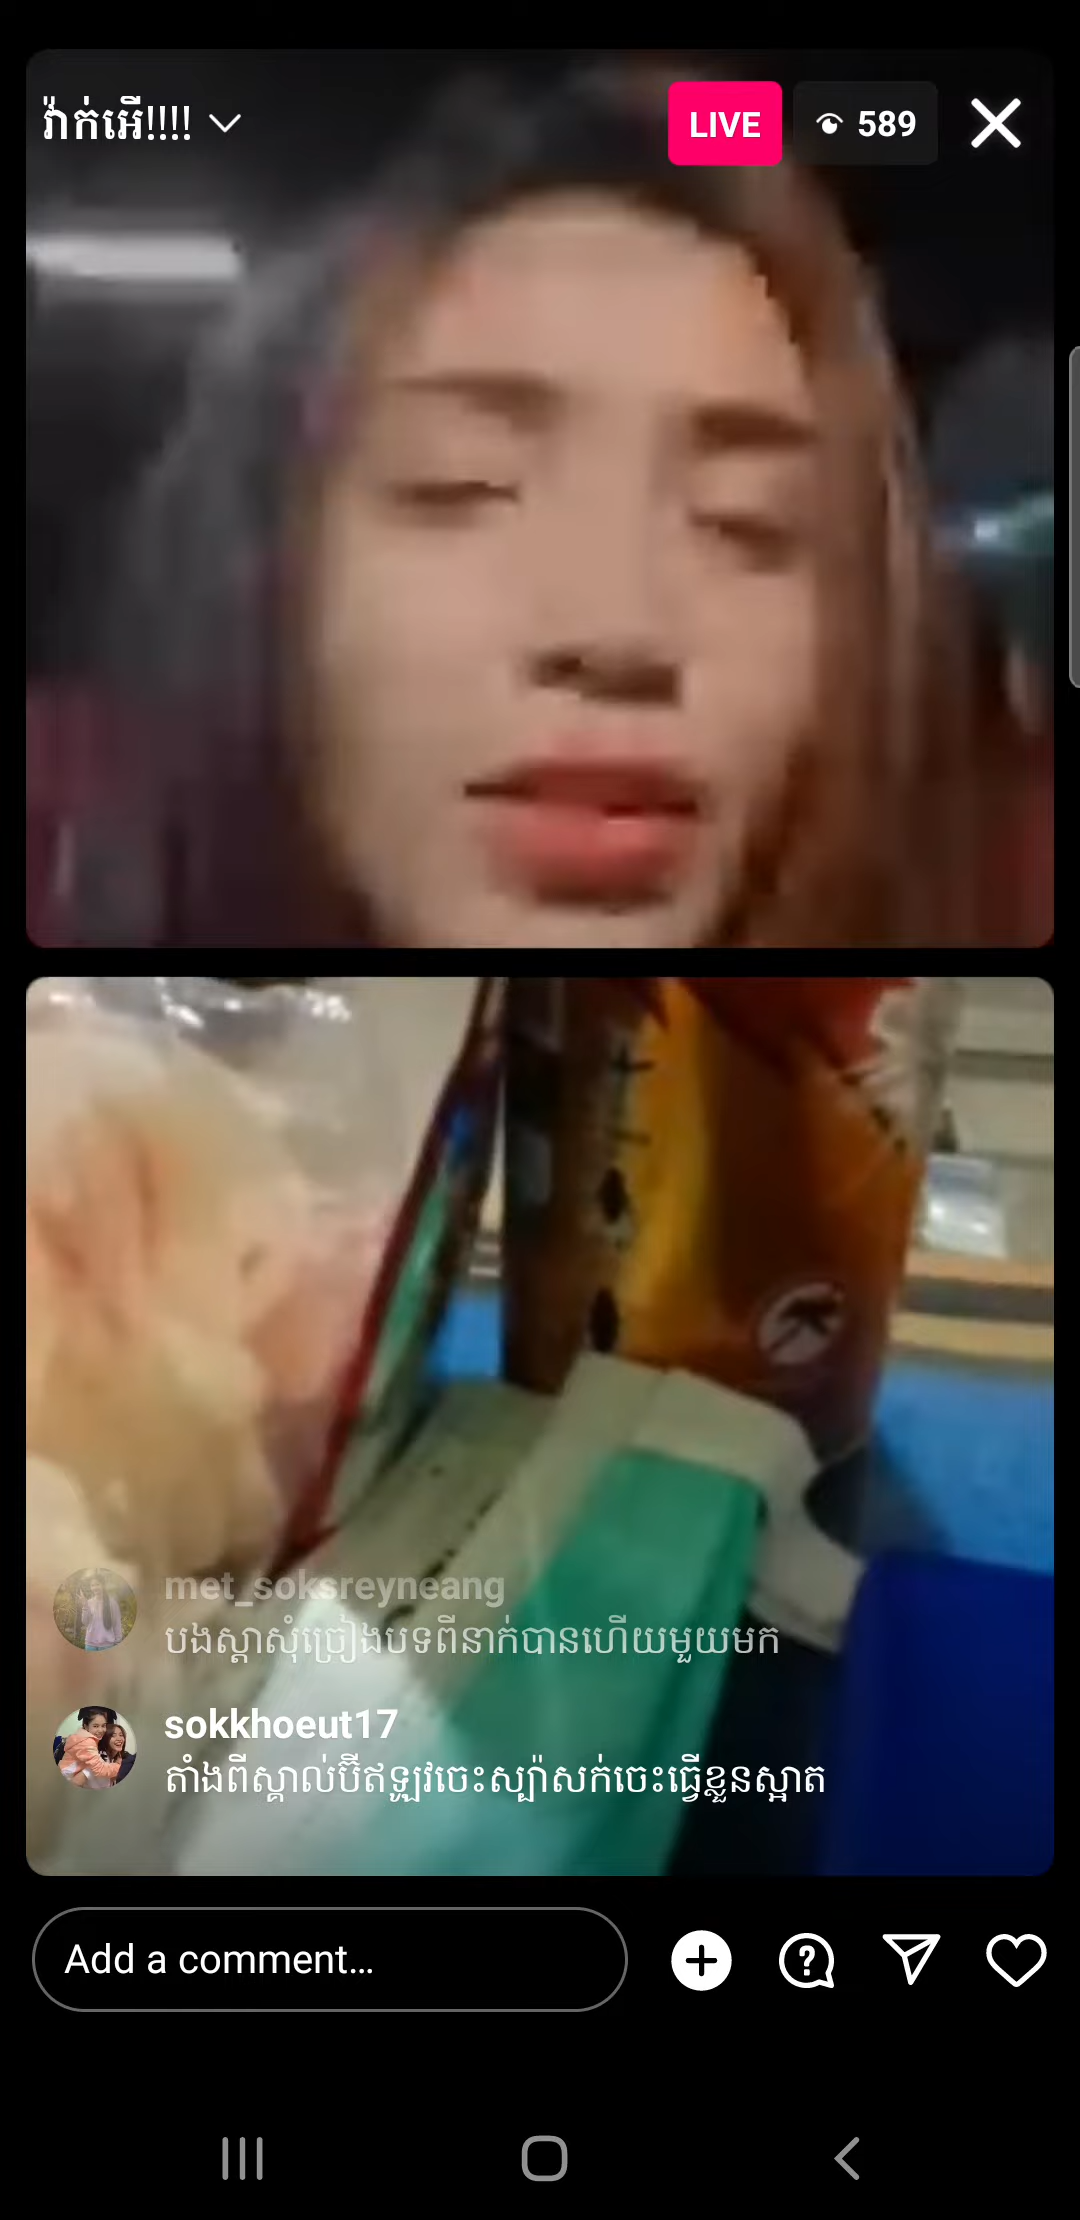 វ៉ាក់អើ!!!!
LIVE
589
met_soksreyneang
បងស្តាសុំច្រៀងបទពីនាក់បានហើយមួយមក
sokkhoeut17
តាំងពីស្គាល់ប៊ីឥឡូវចេះស្ប៉ាសក់ចេះធ្វើខ្លួនស្អាត
Add a comment...